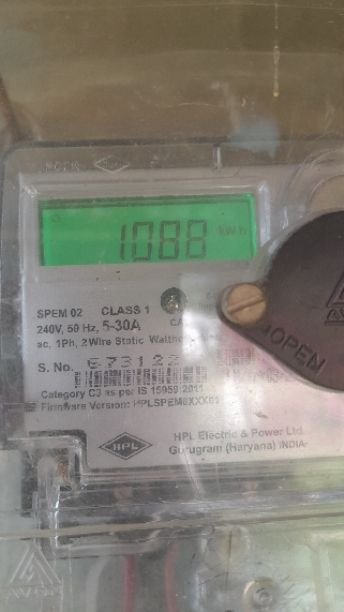 1088 kWh
SPEM 02 CLASS 1
240V, 50 Hz, 5-30A
ac, 1Ph, 2Wire Static
S. No. 673122
Category C3 as per IS 15959:2011
Firmware Version:
HPL
HPL Electric & Power Ltd.
Gurugram (Haryana) INDIA
OPEN